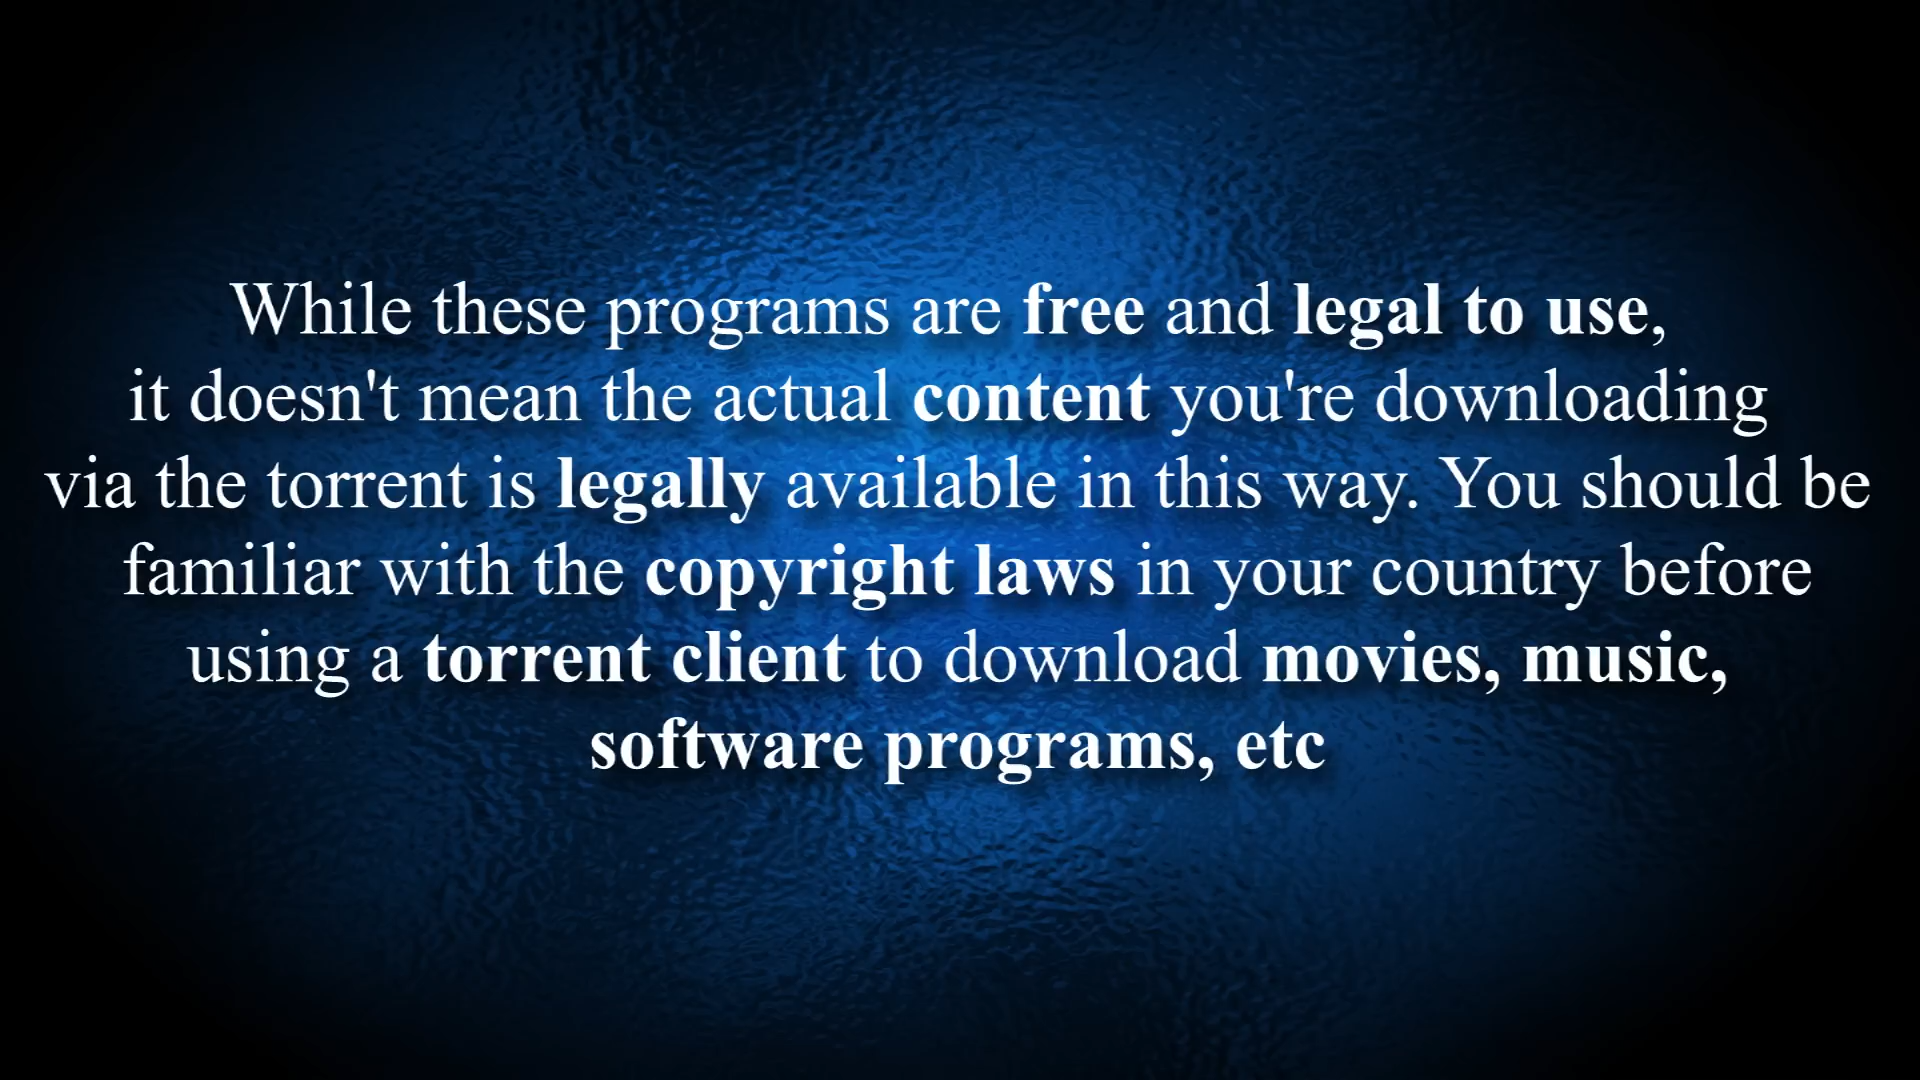 While these programs are free and legal to use,
it doesn't mean the actual content you're downloading
via the torrent is legally available in this way. You should be
familiar with the copyright laws in your country before
using a torrent client to download movies, music,
software programs, etc